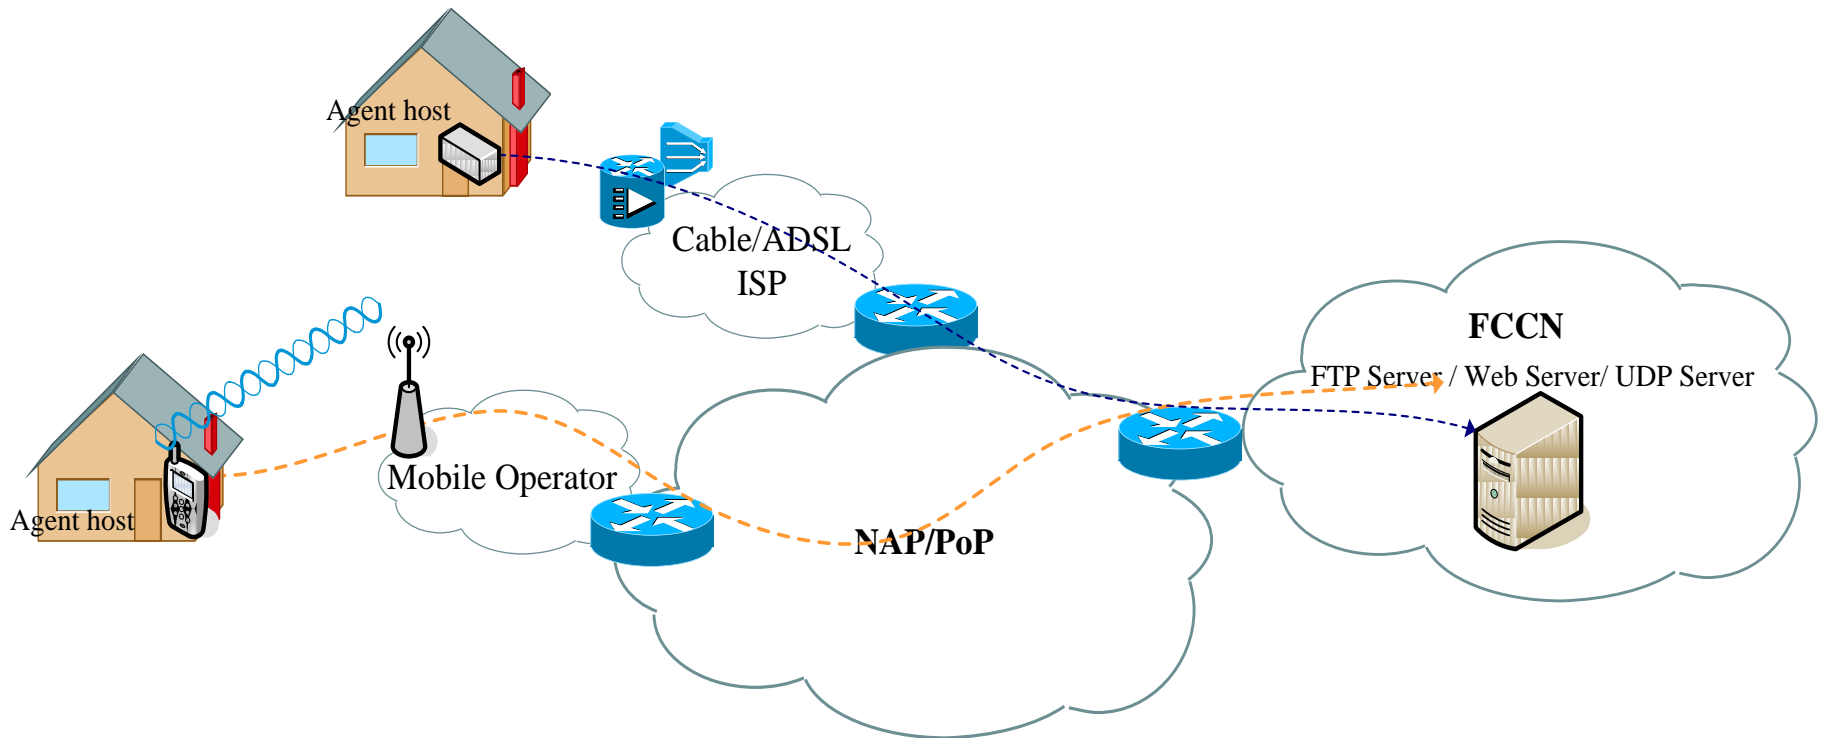 Agent host
Cable/ADSL
ISP
FCCN
FTP Server / Web Server/ UDP Server
Mobile Operator
Agent host
NAP/PoP